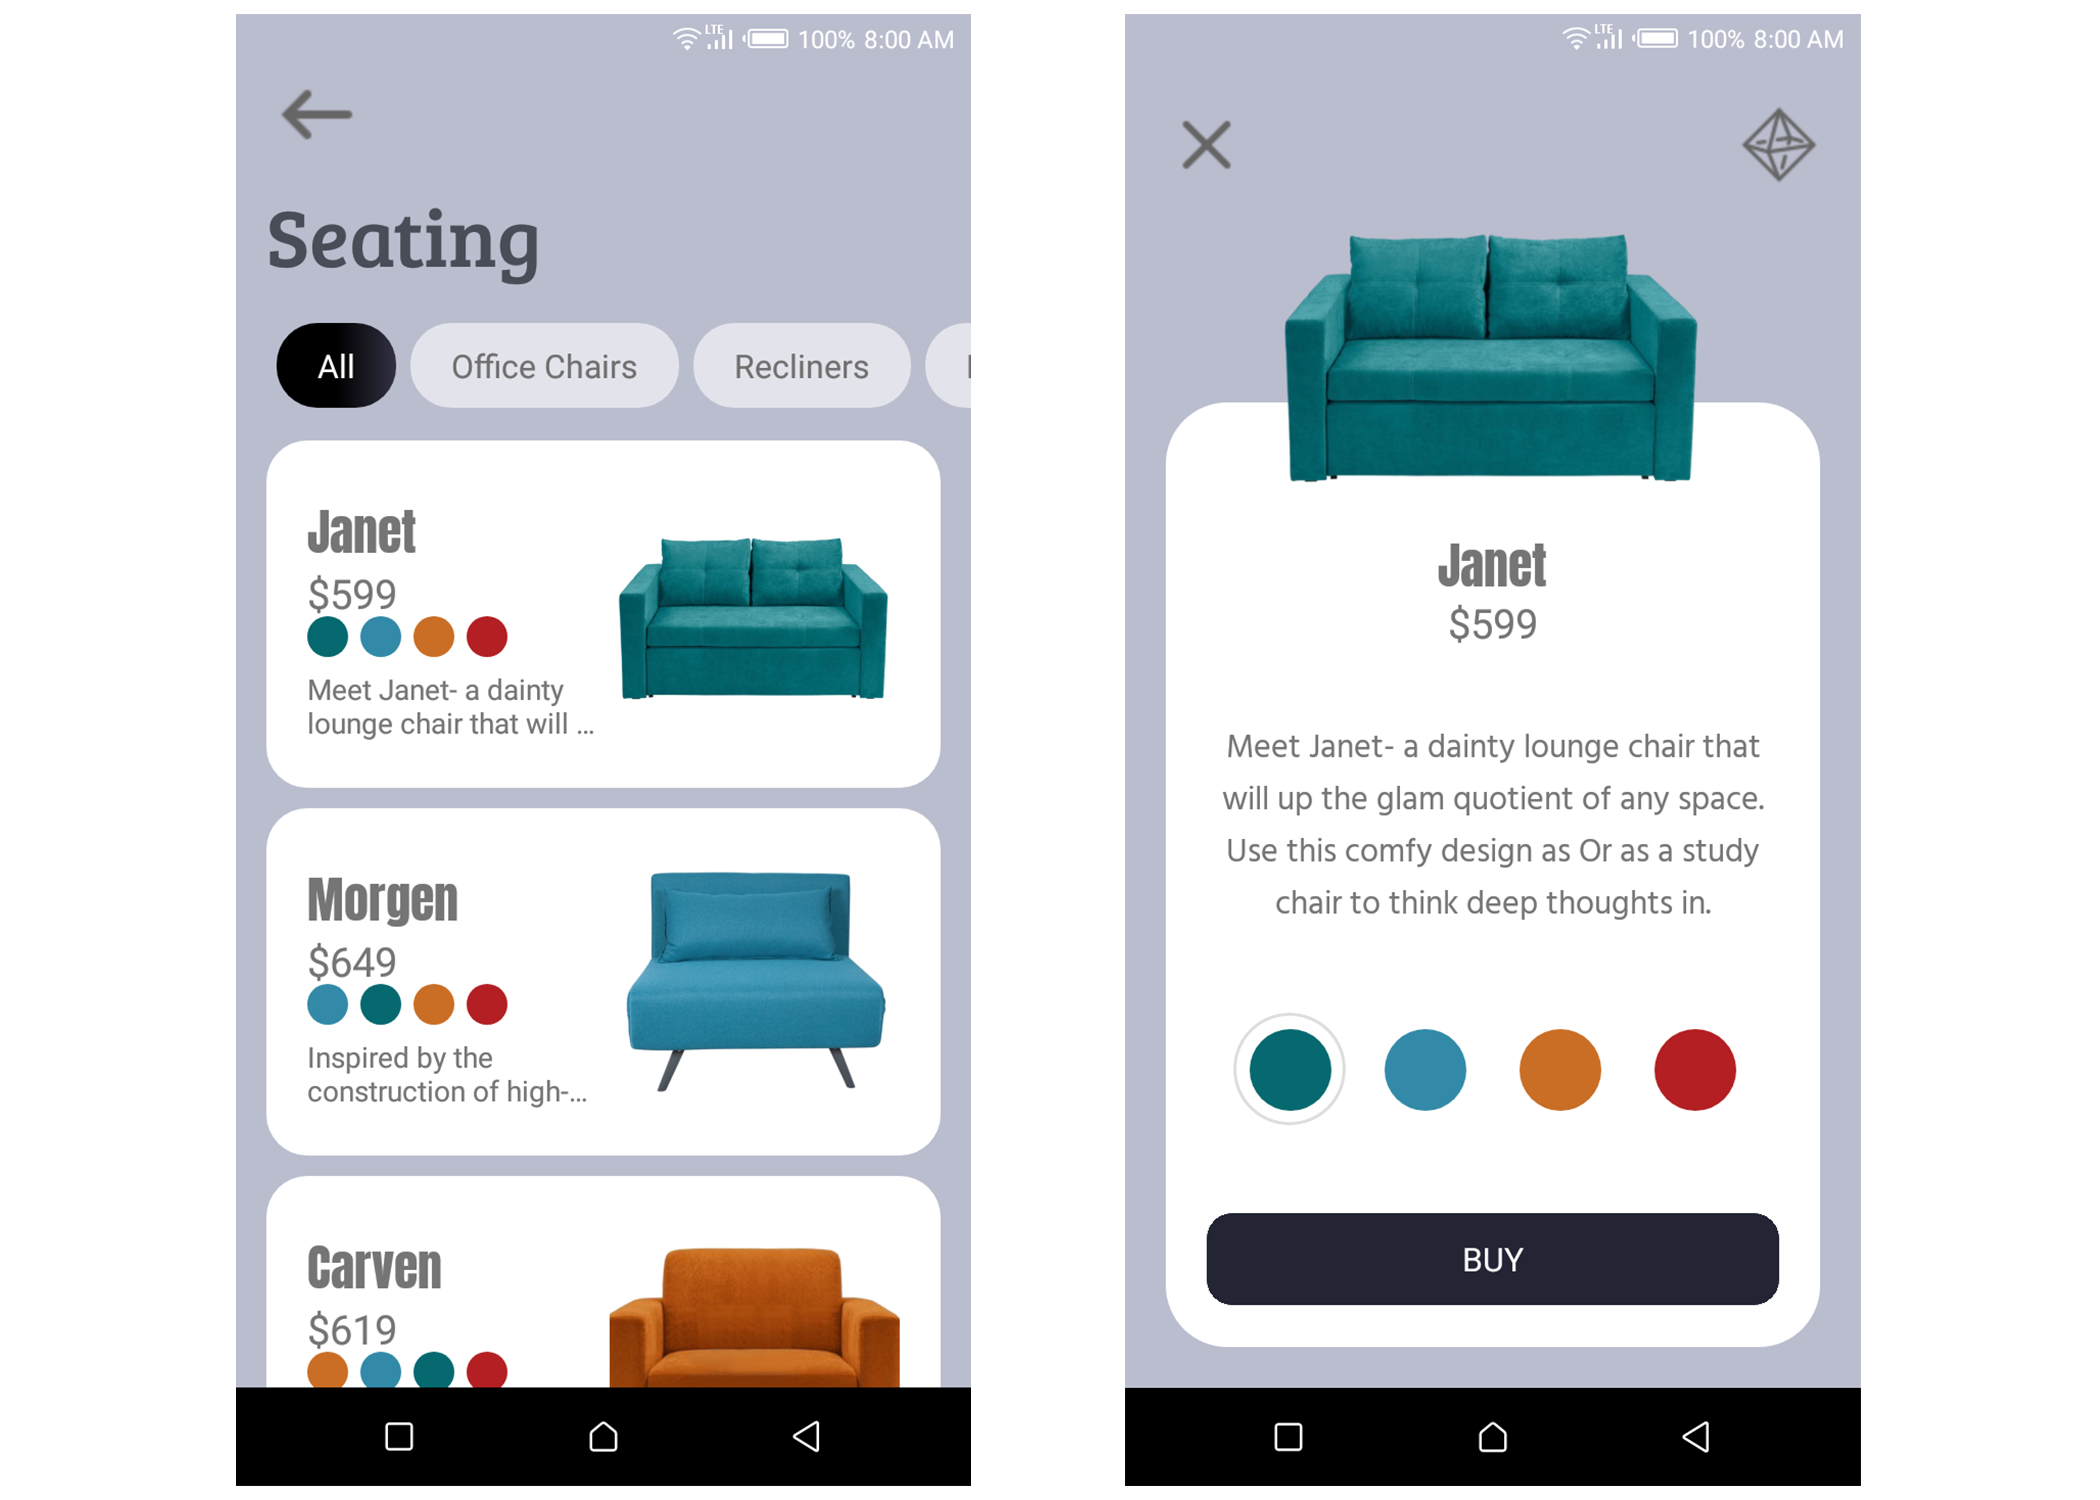 LTE 100% 8:00 AM
Seating
All
Office Chairs
Recliners
Janet
$599
Meet Janet- a dainty
lounge chair that will ...
Morgen
$649
Inspired by the
construction of high-...
Carven
$619
LTE 100% 8:00 AM
Janet
$599
Meet Janet- a dainty lounge chair that
will up the glam quotient of any space.
Use this comfy design as Or as a study
chair to think deep thoughts in.
BUY